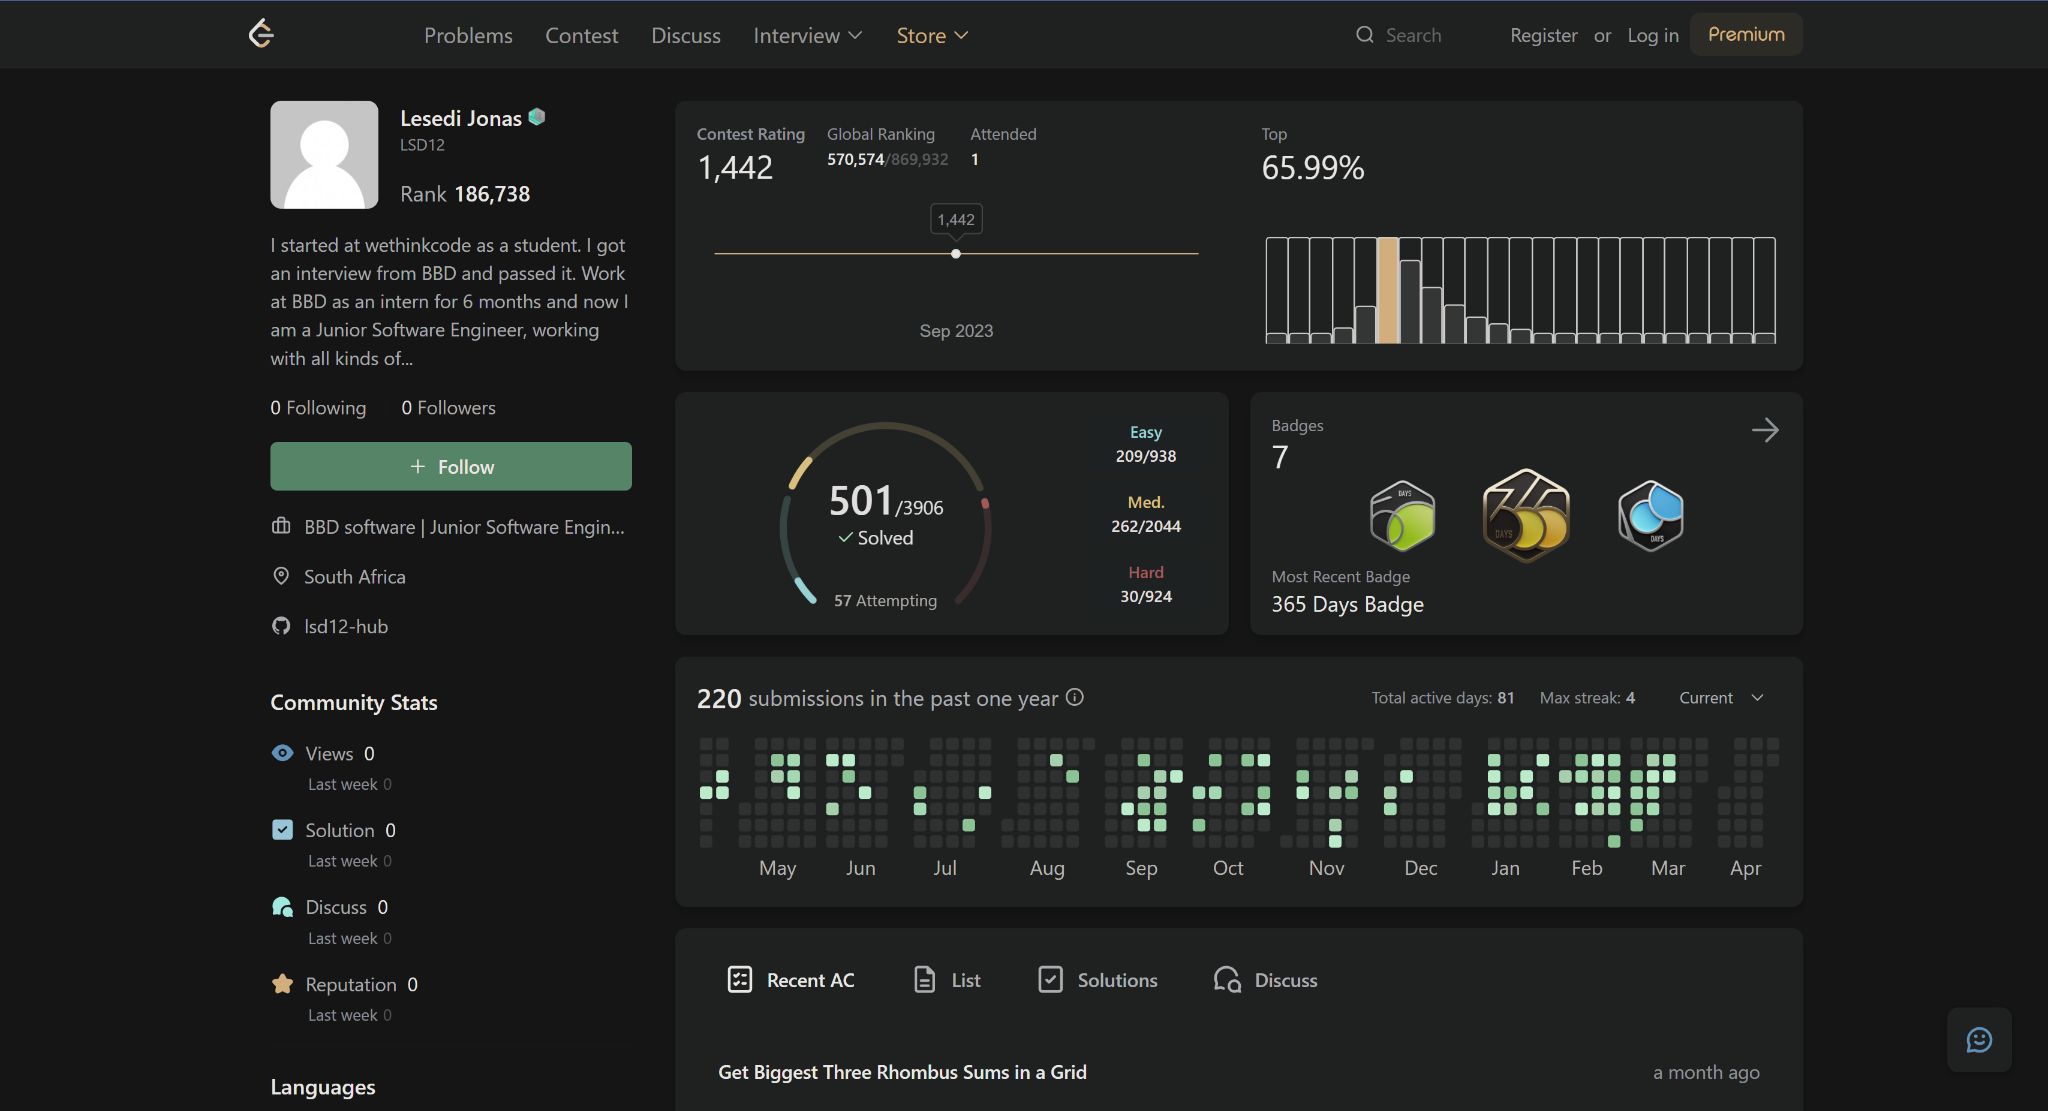 Problems Contest Discuss Interview Store Search Register or Log in Premium
Lesedi Jonas
LSD12
Rank 186,738
I started at wethinkcode as a student. I got
an interview from BBD and passed it. Work
at BBD as an intern for 6 months and now I
am a Junior Software Engineer, working
with all kinds of...
0 Following 0 Followers
+ Follow
BBD software | Junior Software Engin...
South Africa
lsd12-hub
Community Stats
Views 0
Last week 0
Solution 0
Last week 0
Discuss 0
Last week 0
Reputation 0
Last week 0
Languages
Contest Rating Global Ranking Attended
1,442 570,574/869,932 1
1,442
Sep 2023
Top
65.99%
501/3906
Solved
57 Attempting
Easy
209/938
Med.
262/2044
Hard
30/924
Badges
7
DAYS
DAYS
DAYS
Most Recent Badge
365 Days Badge
220 submissions in the past one year Total active days: 81 Max streak: 4 Current
May Jun Jul Aug Sep Oct Nov Dec Jan Feb Mar Apr
Recent AC List Solutions Discuss
Get Biggest Three Rhombus Sums in a Grid a month ago